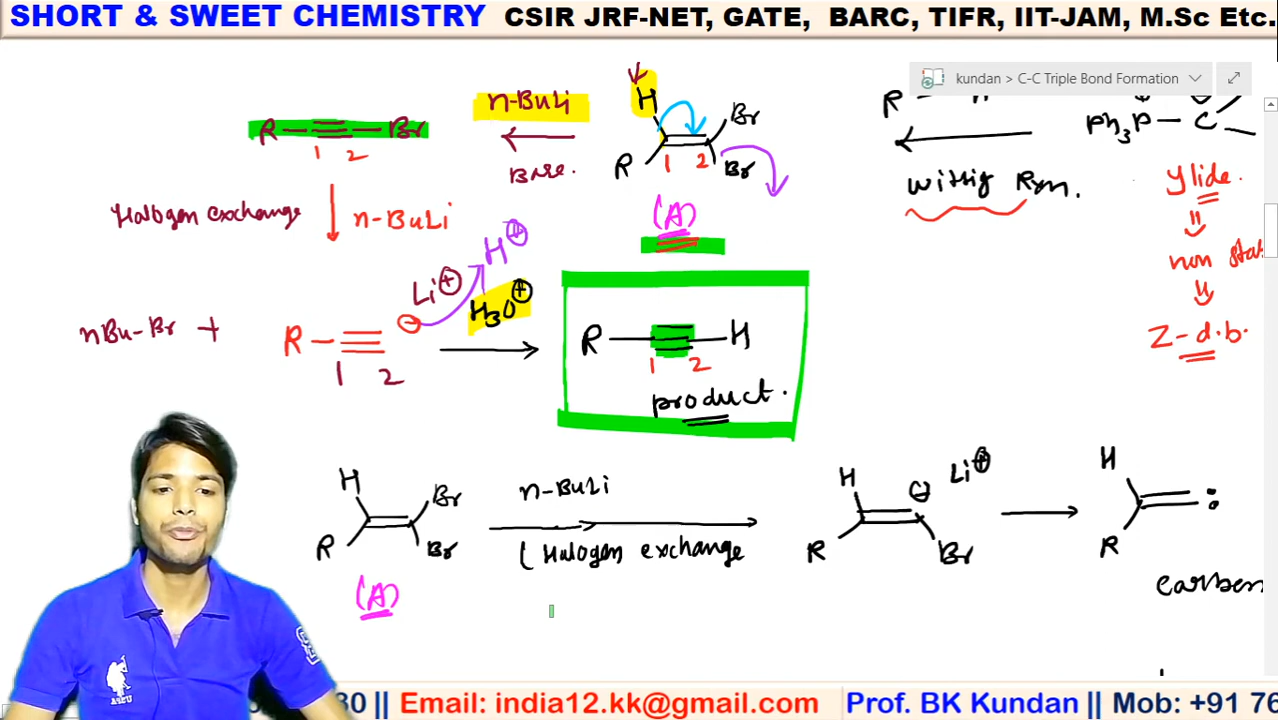 SHORT & SWEET CHEMISTRY CSIR JRF-NET, GATE, BARC, TIFR, IIT-JAM, M.Sc Etc.
kundan > C-C Triple Bond Formation
R H
Ph₃P — C
H
n-BuLi
Br
R — ≡ — Br
1 2
Base.
R 1 2 Br
Wittig Rxn.
Ylide.
Halogen exchange
n-BuLi
(A)
H⊕
non sta
Li⊕
H₃O⊕
nBu-Br +
R — ≡ ⊖
1 2
R — ≡ — H
1 2
Z-d.b.
product.
H
Br
R
Br
(A)
n-BuLi
(Halogen exchange
H
⊖ Li⊕
R
Br
H
R
:
carben
30 || Email: india12.kk@gmail.com || Prof. BK Kundan || Mob: +91 76